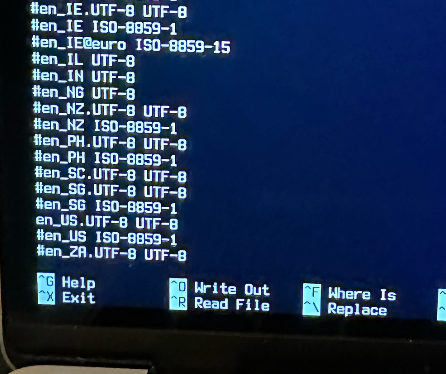 #en_IE.UTF-8 UTF-8
#en_IE ISO-8859-1
#en_IE@euro ISO-8859-15
#en_IL UTF-8
#en_IN UTF-8
#en_NG UTF-8
#en_NZ.UTF-8 UTF-8
#en_NZ ISO-8859-1
#en_PH.UTF-8 UTF-8
#en_PH ISO-8859-1
#en_SC.UTF-8 UTF-8
#en_SG.UTF-8 UTF-8
#en_SG ISO-8859-1
en_US.UTF-8 UTF-8
#en_US ISO-8859-1
#en_ZA.UTF-8 UTF-8
^G Help ^O Write Out ^F Where Is
^X Exit ^R Read File ^\ Replace